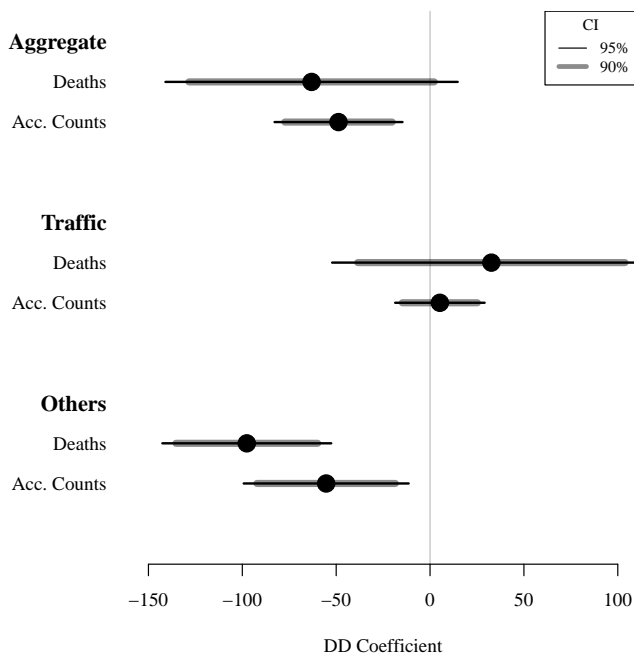 CI
95%
90%
Aggregate
Deaths
Acc. Counts
Traffic
Deaths
Acc. Counts
Others
Deaths
Acc. Counts
−150 −100 −50 0 50 100
DD Coefficient